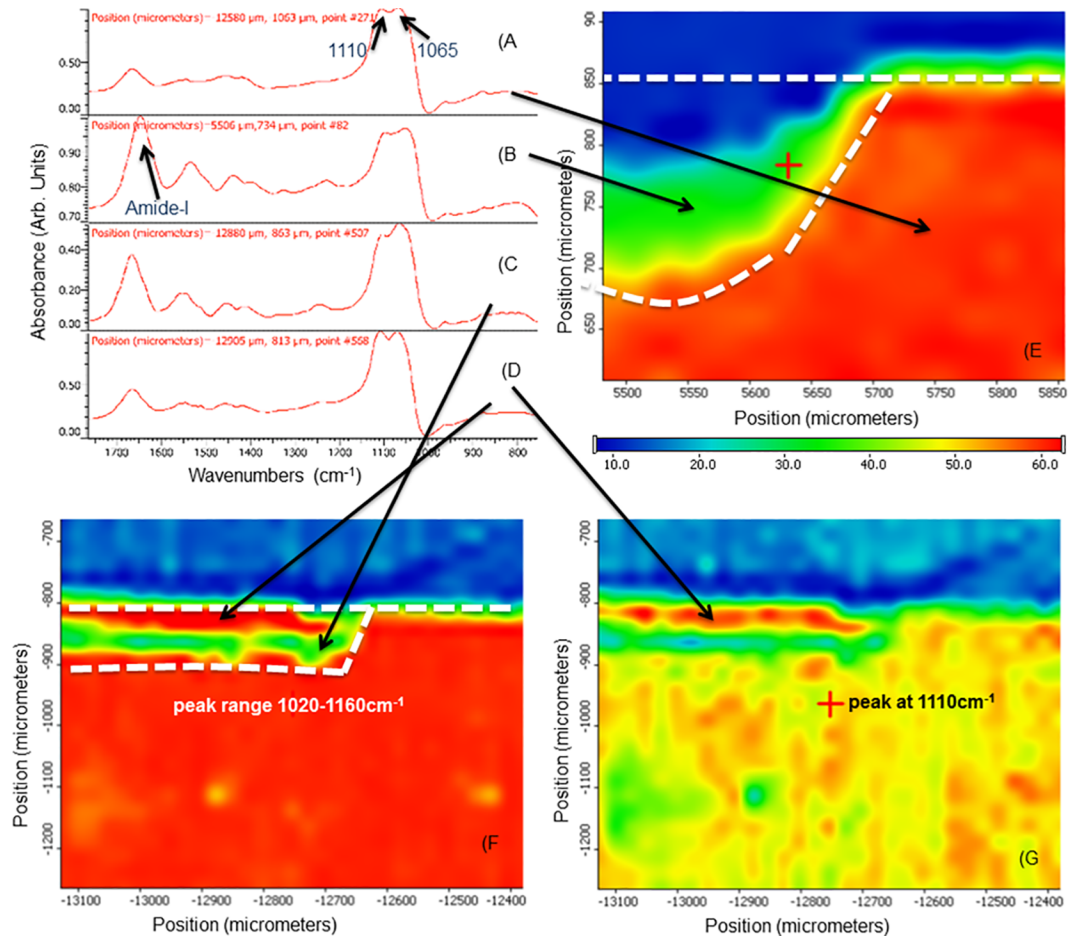 Position (micrometers)- 12580 µm, 1063 µm, point #271
1110
1065
(A
0.50
0.00
Position (micrometers)-5506 µm,734 µm, point #82
(B
0.90
0.80
0.70
Amide-I
Position (micrometers)- 12880 µm, 863 µm, point #507
(C
0.40
0.20
0.00
Position (micrometers)- 12905 µm, 813 µm, point #568
(D
0.50
0.00
Absorbance (Arb. Units)
1700 1600 1500 1400 1300 1200 1100 1000 900 800
Wavenumbers (cm-1)
900
850
800
750
700
650
Position (micrometers)
(E
5500 5550 5600 5650 5700 5750 5800 5850
Position (micrometers)
10.0 20.0 30.0 40.0 50.0 60.0
-700
-800
-900
-1000
-1100
-1200
Position (micrometers)
peak range 1020-1160cm-1
(F
-13100 -13000 -12900 -12800 -12700 -12600 -12500 -12400
Position (micrometers)
-700
-800
-900
-1000
-1100
-1200
Position (micrometers)
peak at 1110cm-1
(G
-13100 -13000 -12900 -12800 -12700 -12600 -12500 -12400
Position (micrometers)